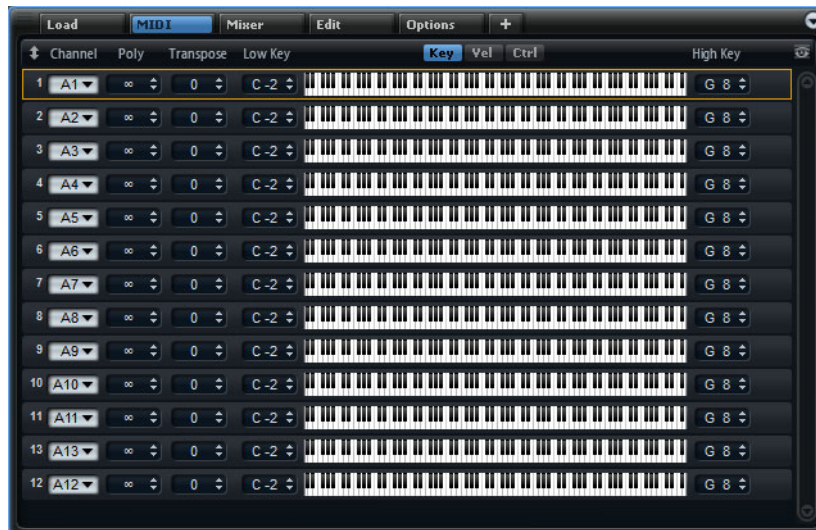 Load MIDI Mixer Edit Options +
Channel Poly Transpose Low Key Key Vel Ctrl High Key
1 A1 ∞ 0 C -2 G 8
2 A2 ∞ 0 C -2 G 8
3 A3 ∞ 0 C -2 G 8
4 A4 ∞ 0 C -2 G 8
5 A5 ∞ 0 C -2 G 8
6 A6 ∞ 0 C -2 G 8
7 A7 ∞ 0 C -2 G 8
8 A8 ∞ 0 C -2 G 8
9 A9 ∞ 0 C -2 G 8
10 A10 ∞ 0 C -2 G 8
11 A11 ∞ 0 C -2 G 8
13 A13 ∞ 0 C -2 G 8
12 A12 ∞ 0 C -2 G 8